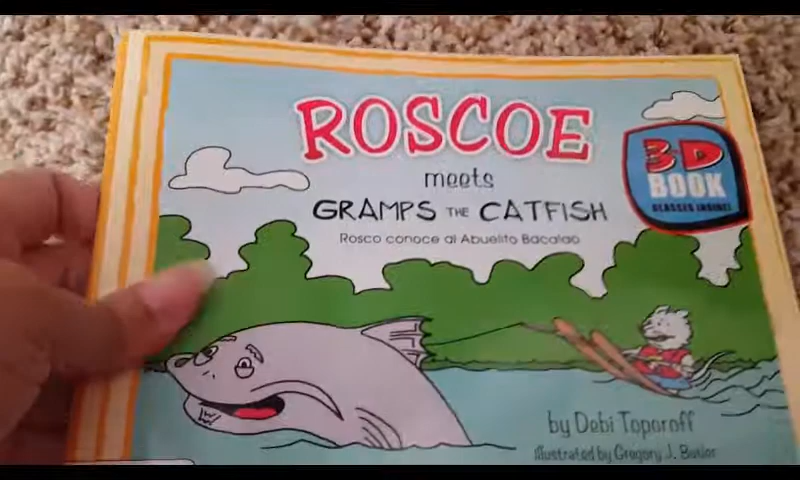 ROSCOE
meets
GRAMPS THE CATFISH
Rosco conoce al Abuelito Bacalao
3-D
BOOK
GLASSES INSIDE!
by Debi Toporoff
Illustrated by Gregory J. Butler